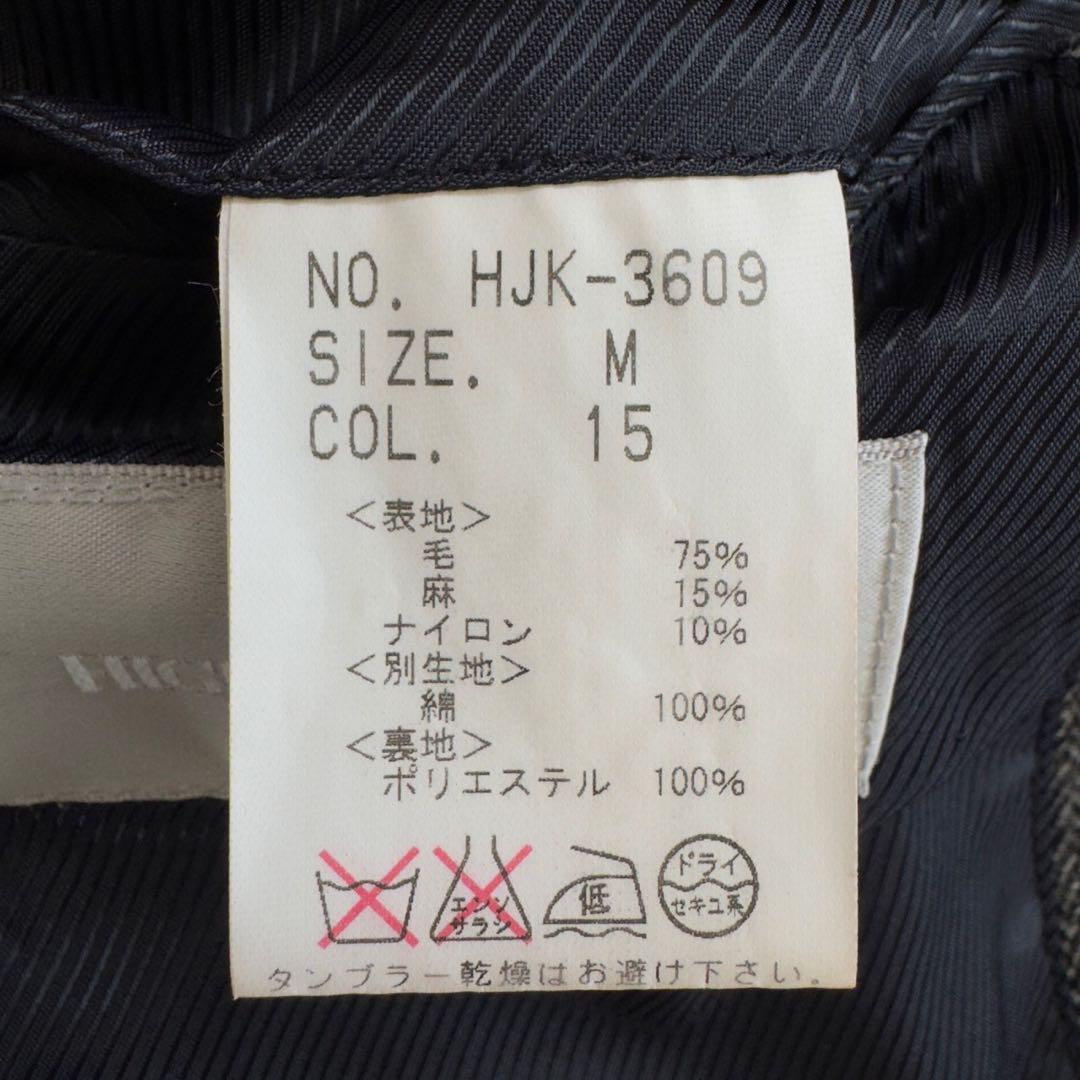 NO. HJK-3609
SIZE. M
COL. 15
＜表地＞
毛 75%
麻 15%
ナイロン 10%
＜別生地＞
綿 100%
＜裏地＞
ポリエステル 100%
エンソ
サラシ
低
ドライ
セキユ系
タンブラー乾燥はお避け下さい。